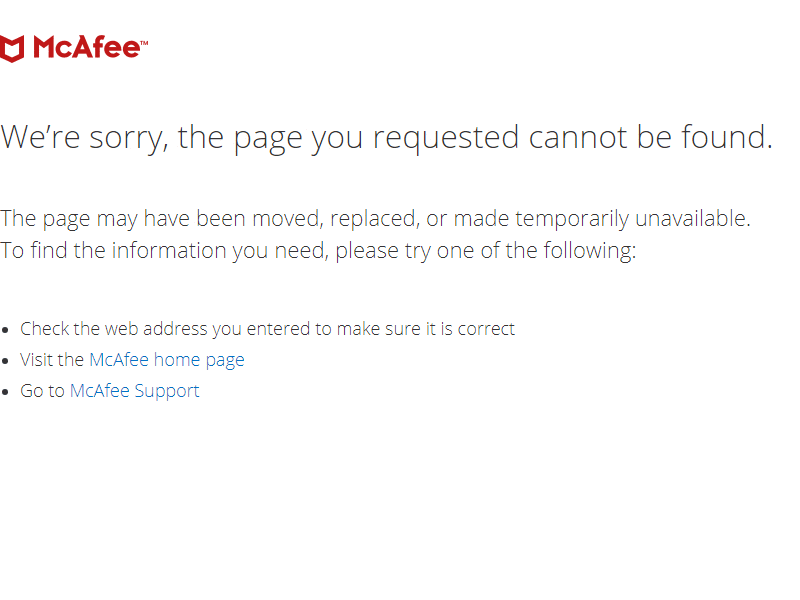 McAfee™
We’re sorry, the page you requested cannot be found.
The page may have been moved, replaced, or made temporarily unavailable.
To find the information you need, please try one of the following:
• Check the web address you entered to make sure it is correct
• Visit the McAfee home page
• Go to McAfee Support